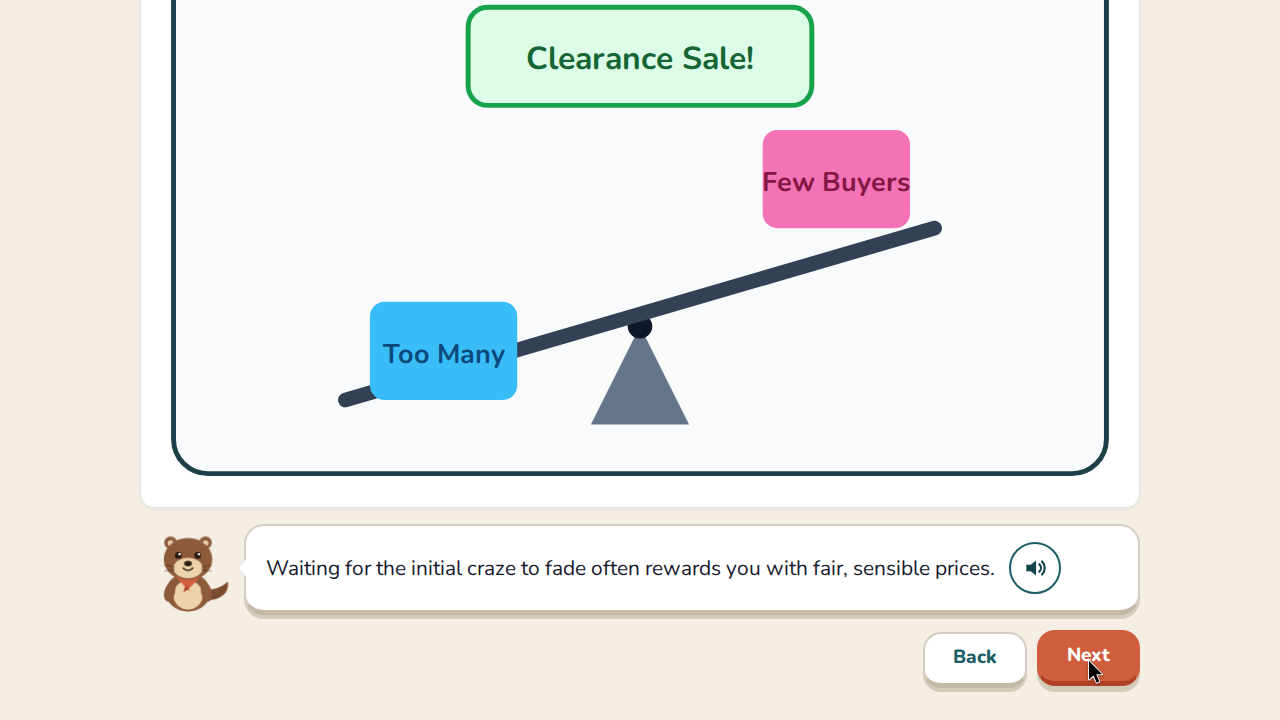 Clearance Sale!
Few Buyers
Too Many
Waiting for the initial craze to fade often rewards you with fair, sensible prices.
Back
Next